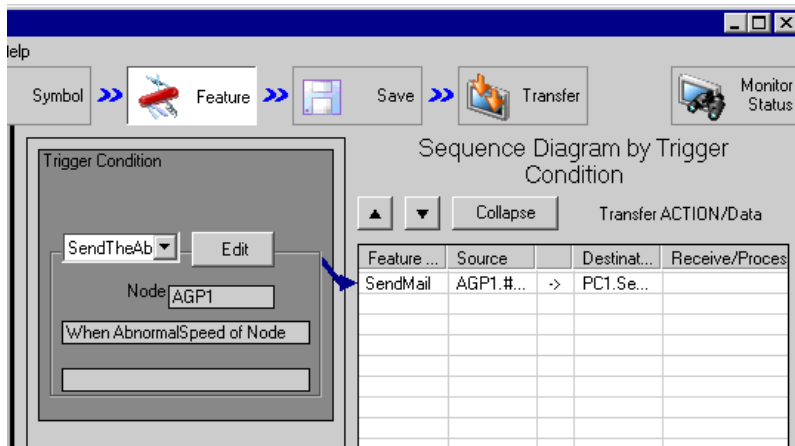 Help
Symbol
Feature
Save
Transfer
Monitor Status
Trigger Condition
SendTheAb
Edit
Node AGP1
When AbnormalSpeed of Node
Sequence Diagram by Trigger
Condition
Collapse
Transfer ACTION/Data
Feature ... Source Destinat... Receive/Proces
SendMail AGP1.#... -> PC1.Se...